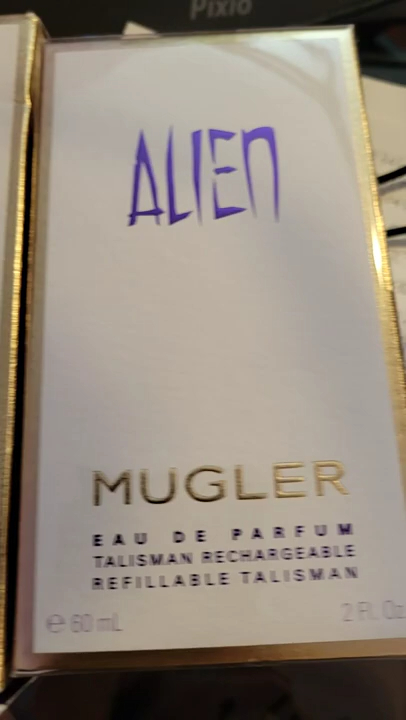 Pixio
ALIEN
MUGLER
EAU DE PARFUM
TALISMAN RECHARGEABLE
REFILLABLE TALISMAN
℮ 60 mL 2 Fl. Oz.